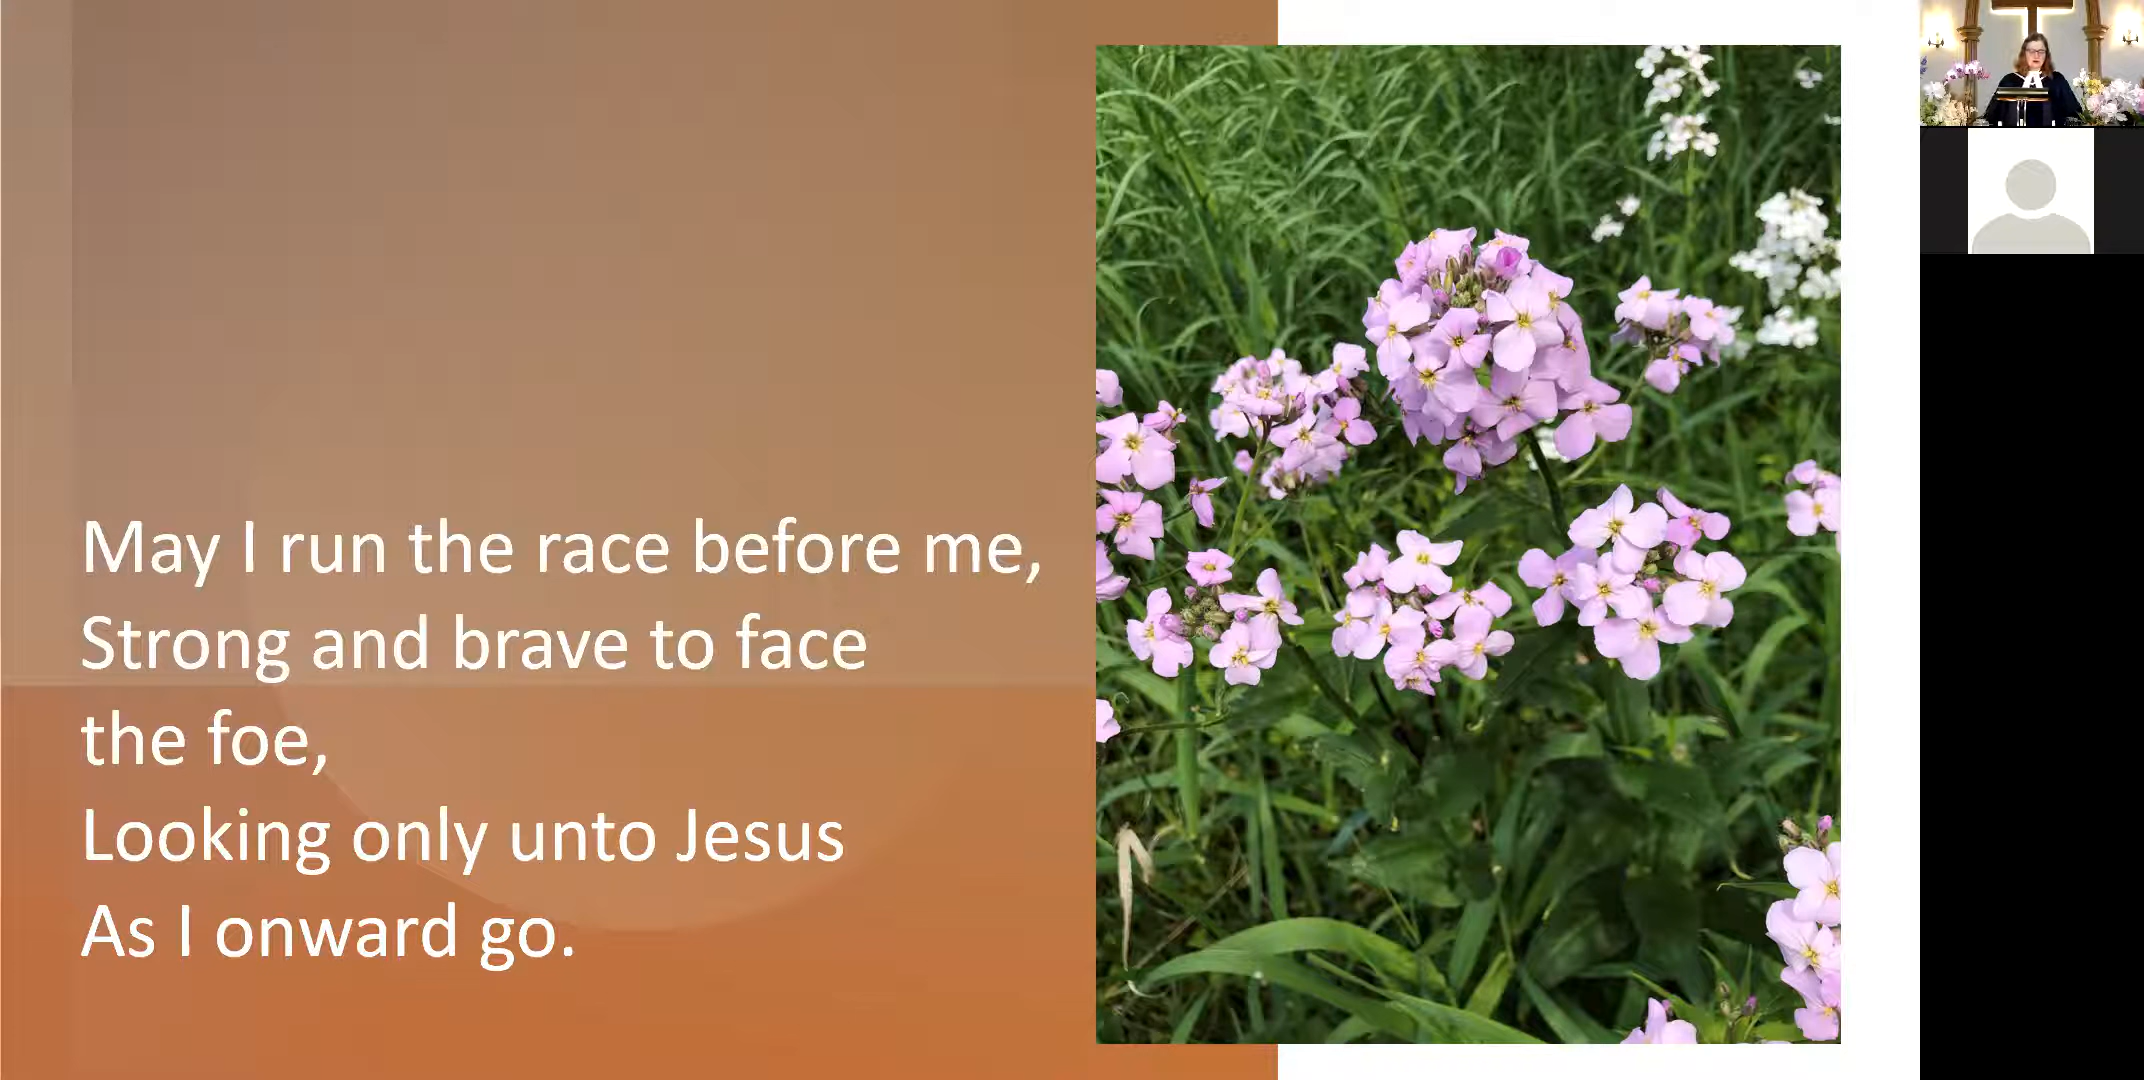 May I run the race before me,
Strong and brave to face
the foe,
Looking only unto Jesus
As I onward go.